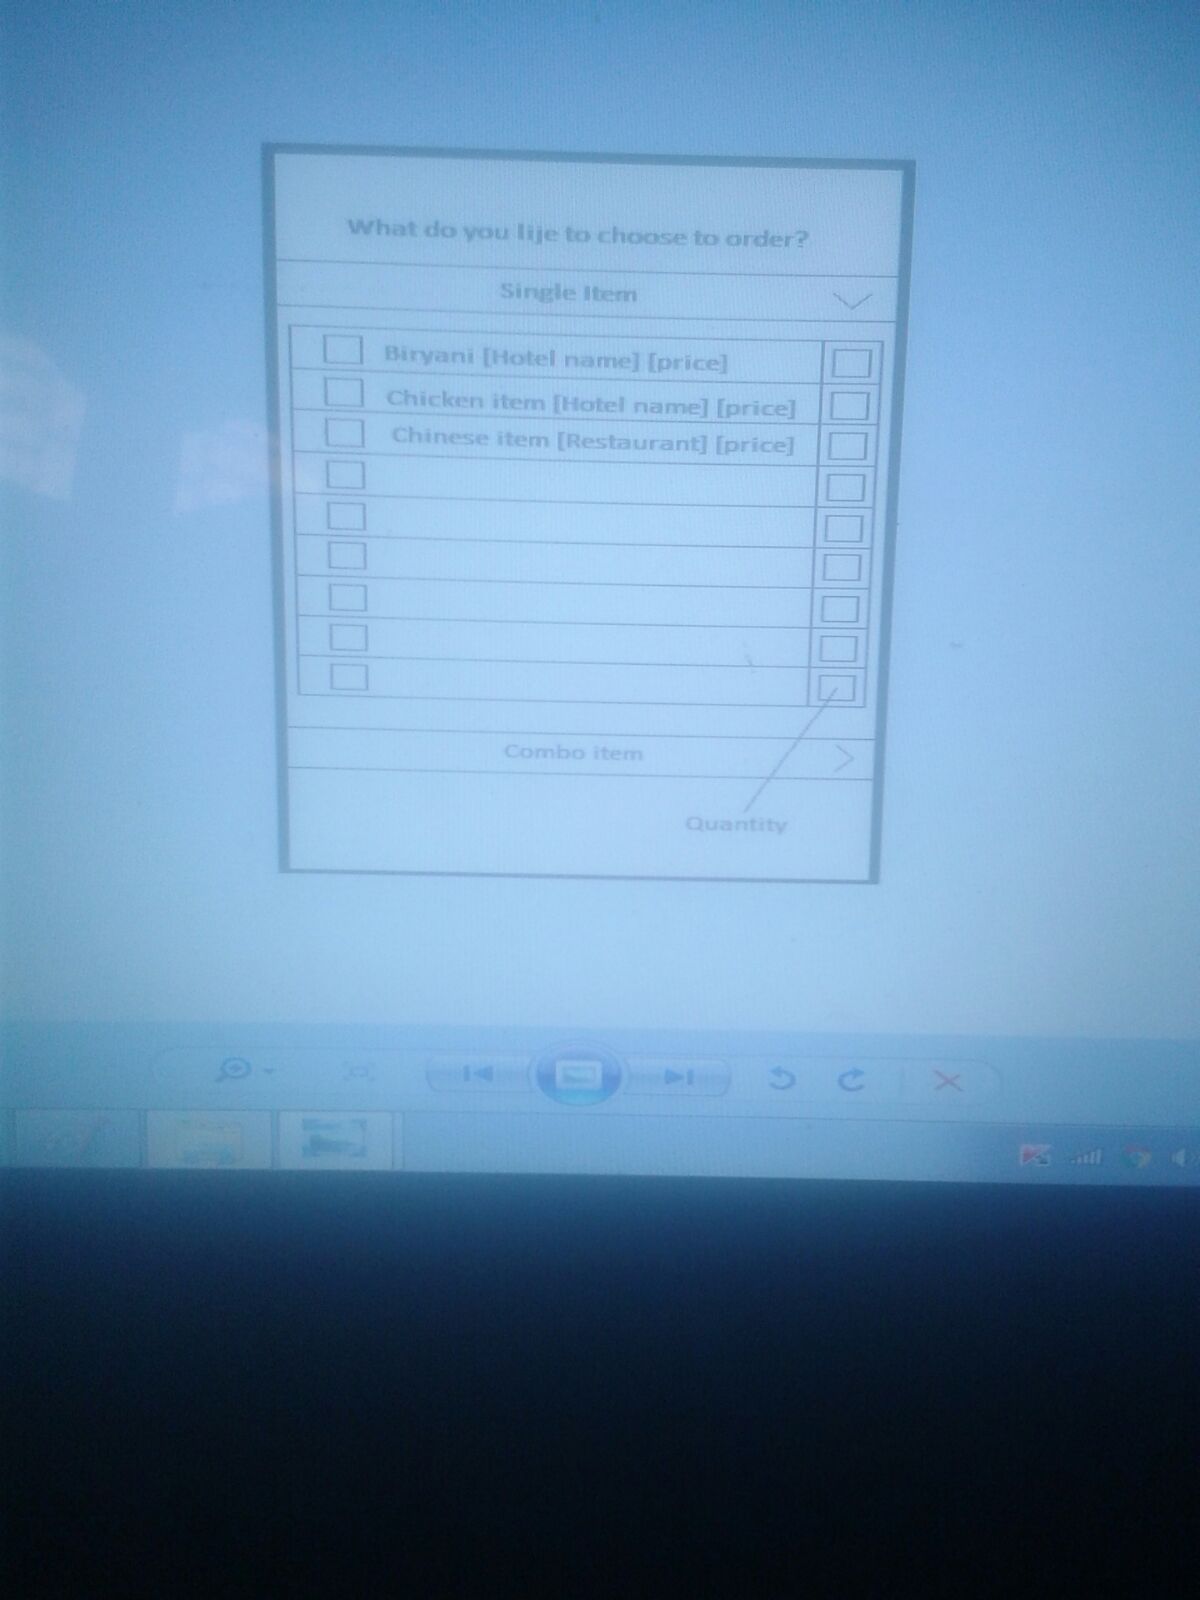 What do you lije to choose to order?
Single Item
Biryani [Hotel name] [price]
Chicken item [Hotel name] [price]
Chinese item [Restaurant] [price]
Combo item
Quantity